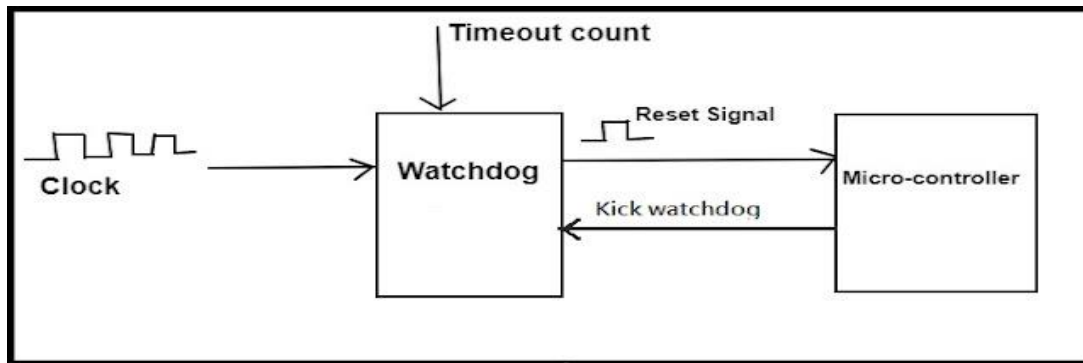 Timeout count
Reset Signal
Clock
Watchdog
Micro-controller
Kick watchdog